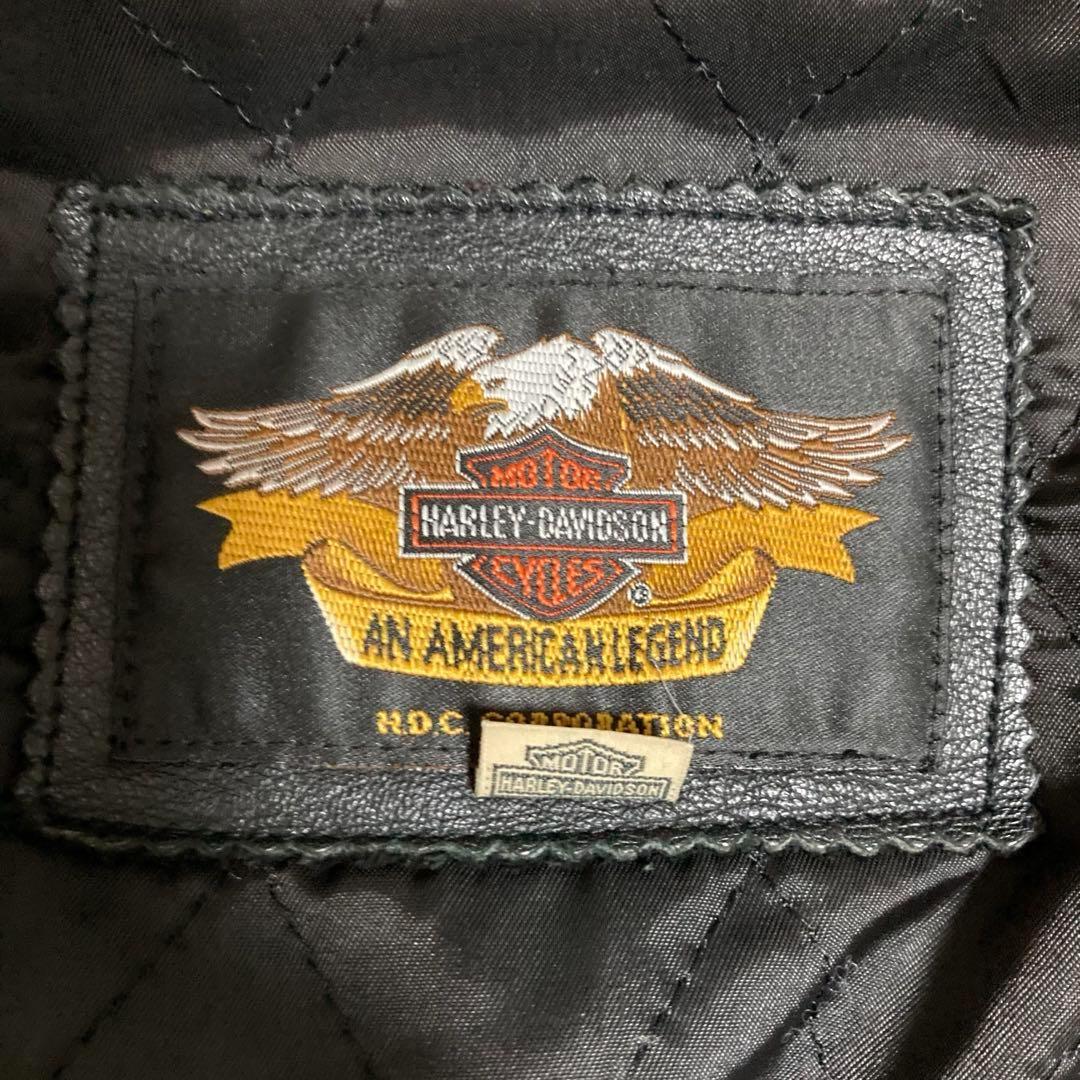 MOTOR
HARLEY-DAVIDSON
CYCLES
®
AN AMERICAN LEGEND
H.D.C. CORPORATION
MOTOR
HARLEY-DAVIDSON